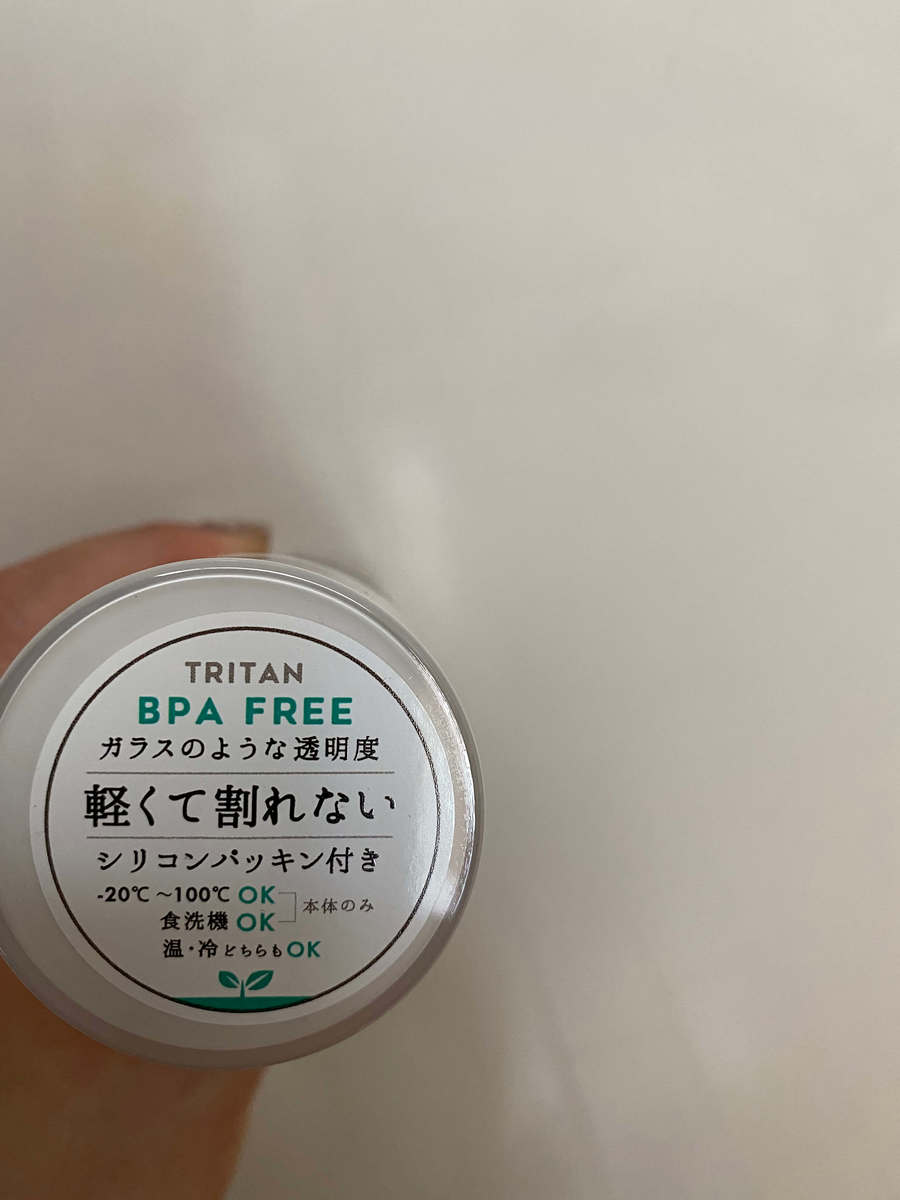 TRITAN
BPA FREE
ガラスのような透明度
軽くて割れない
シリコンパッキン付き
-20℃～100℃ OK
食洗機 OK
本体のみ
温・冷どちらもOK